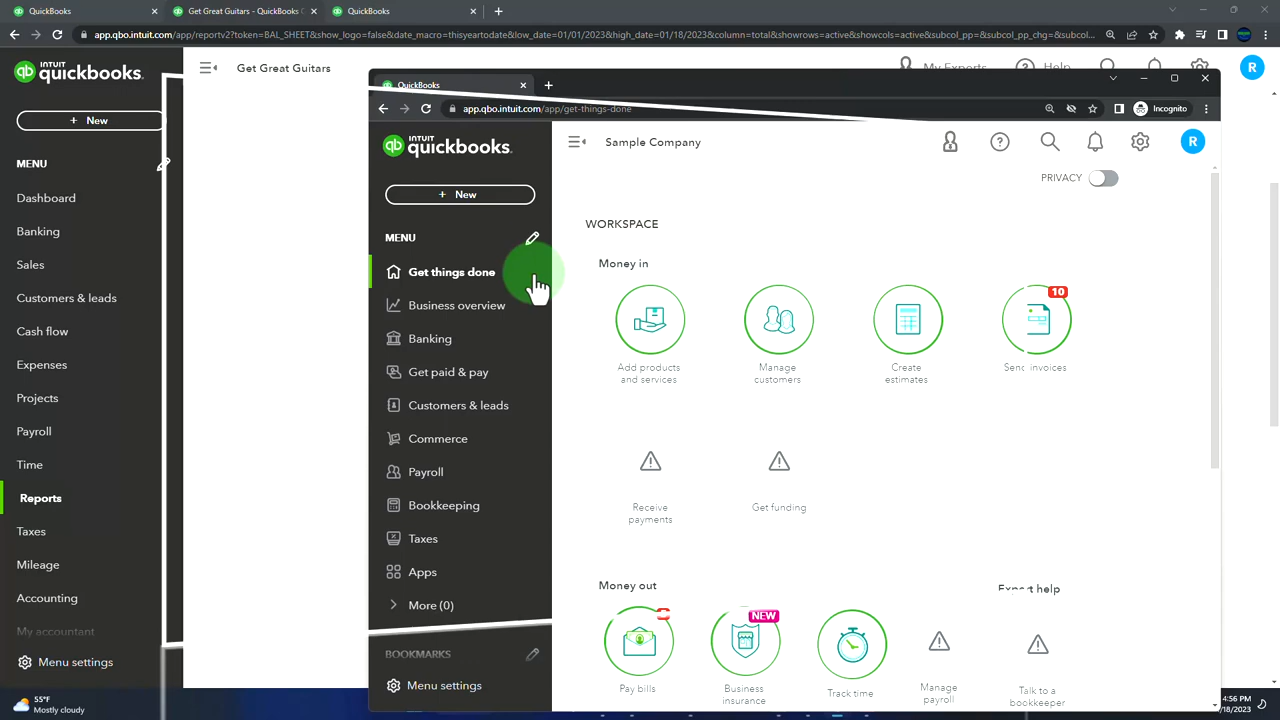 QuickBooks
Get Great Guitars - QuickBooks
QuickBooks
app.qbo.intuit.com/app/reportv2?token=BAL_SHEET&show_logo=false&date_macro=thisyeartodate&low_date=01/01/2023&high_date=01/18/2023&column=total&showrows=active&showcols=active&subcol_pp=&subcol_pp_chg=&subcol...
INTUIT
quickbooks
Get Great Guitars
My Experts
Help
R
+ New
MENU
Dashboard
Banking
Sales
Customers & leads
Cash flow
Expenses
Projects
Payroll
Time
Reports
Taxes
Mileage
Accounting
My accountant
Menu settings
QuickBooks
app.qbo.intuit.com/app/get-things-done
Incognito
INTUIT
quickbooks.
Sample Company
R
+ New
PRIVACY
MENU
Get things done
Business overview
Banking
Get paid & pay
Customers & leads
Commerce
Payroll
Bookkeeping
Taxes
Apps
More (0)
BOOKMARKS
Menu settings
WORKSPACE
Money in
10
Add products
and services
Manage
customers
Create
estimates
Send invoices
Receive
payments
Get funding
Money out
Expert help
NEW
Pay bills
Business
insurance
Track time
Manage
payroll
Talk to a
bookkeeper
55°F
Mostly cloudy
4:56 PM
/18/2023